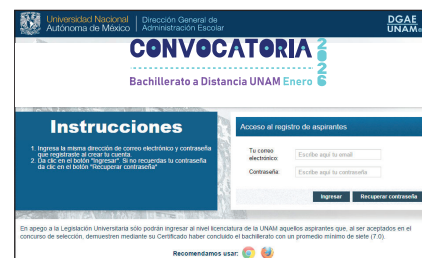 Universidad Nacional
Autónoma de México
Dirección General de
Administración Escolar
DGAE
UNAM
CONVOCATORIA 2026
Bachillerato a Distancia UNAM Enero
Instrucciones
1. Ingresa la misma dirección de correo electrónico y contraseña
que registraste al crear tu cuenta.
2. Da clic en el botón "Ingresar". Si no recuerdas tu contraseña
da clic en el botón "Recuperar contraseña"
Acceso al registro de aspirantes
Tu correo
electrónico:
Escribe aquí tu email
Contraseña:
Escribe aquí tu contraseña
Ingresar
Recuperar contraseña
En apego a la Legislación Universitaria sólo podrán ingresar al nivel licenciatura de la UNAM aquellos aspirantes que, al ser aceptados en el
concurso de selección, demuestren mediante su Certificado haber concluido el bachillerato con un promedio mínimo de siete (7.0).
Recomendamos usar: